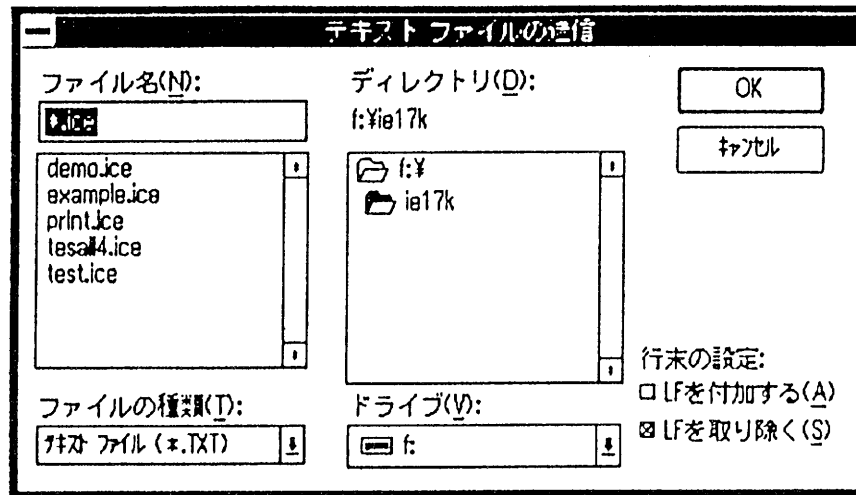 テキスト ファイルの送信
ファイル名(N):
*.ice
demo.ice
example.ice
print.ice
test.ice
ファイルの種類(T):
テキスト ファイル (*.TXT)
ディレクトリ(D):
f:¥ie17k
f:¥
ie17k
ドライブ(V):
f:
OK
キャンセル
行末の設定:
LFを付加する(A)
LFを取り除く(S)